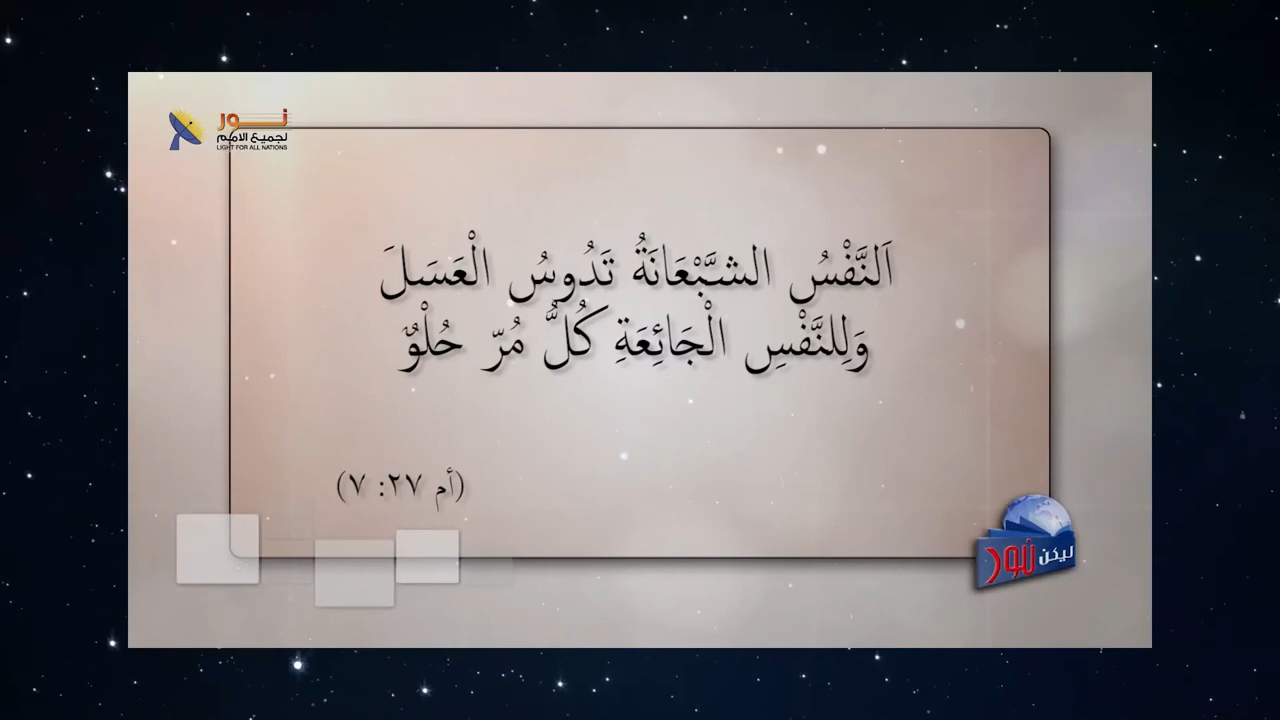 نور
لجميع الامم
LIGHT FOR ALL NATIONS
اَلنَّفْسُ الشَّبْعَانَةُ تَدُوسُ الْعَسَلَ
وَلِلنَّفْسِ الْجَائِعَةِ كُلُّ مُرّ حُلْوٌ
(أم ٢٧: ٧)
ليكن نور